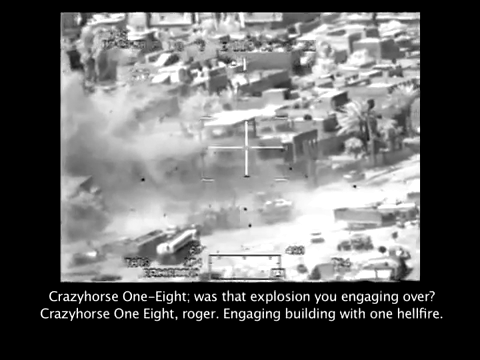 Crazyhorse One-Eight; was that explosion you engaging over?
Crazyhorse One Eight, roger. Engaging building with one hellfire.